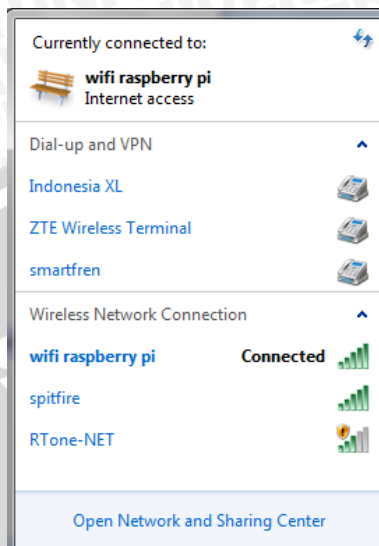 Currently connected to:
wifi raspberry pi
Internet access
Dial-up and VPN
Indonesia XL
ZTE Wireless Terminal
smartfren
Wireless Network Connection
wifi raspberry pi Connected
spitfire
RTone-NET
Open Network and Sharing Center